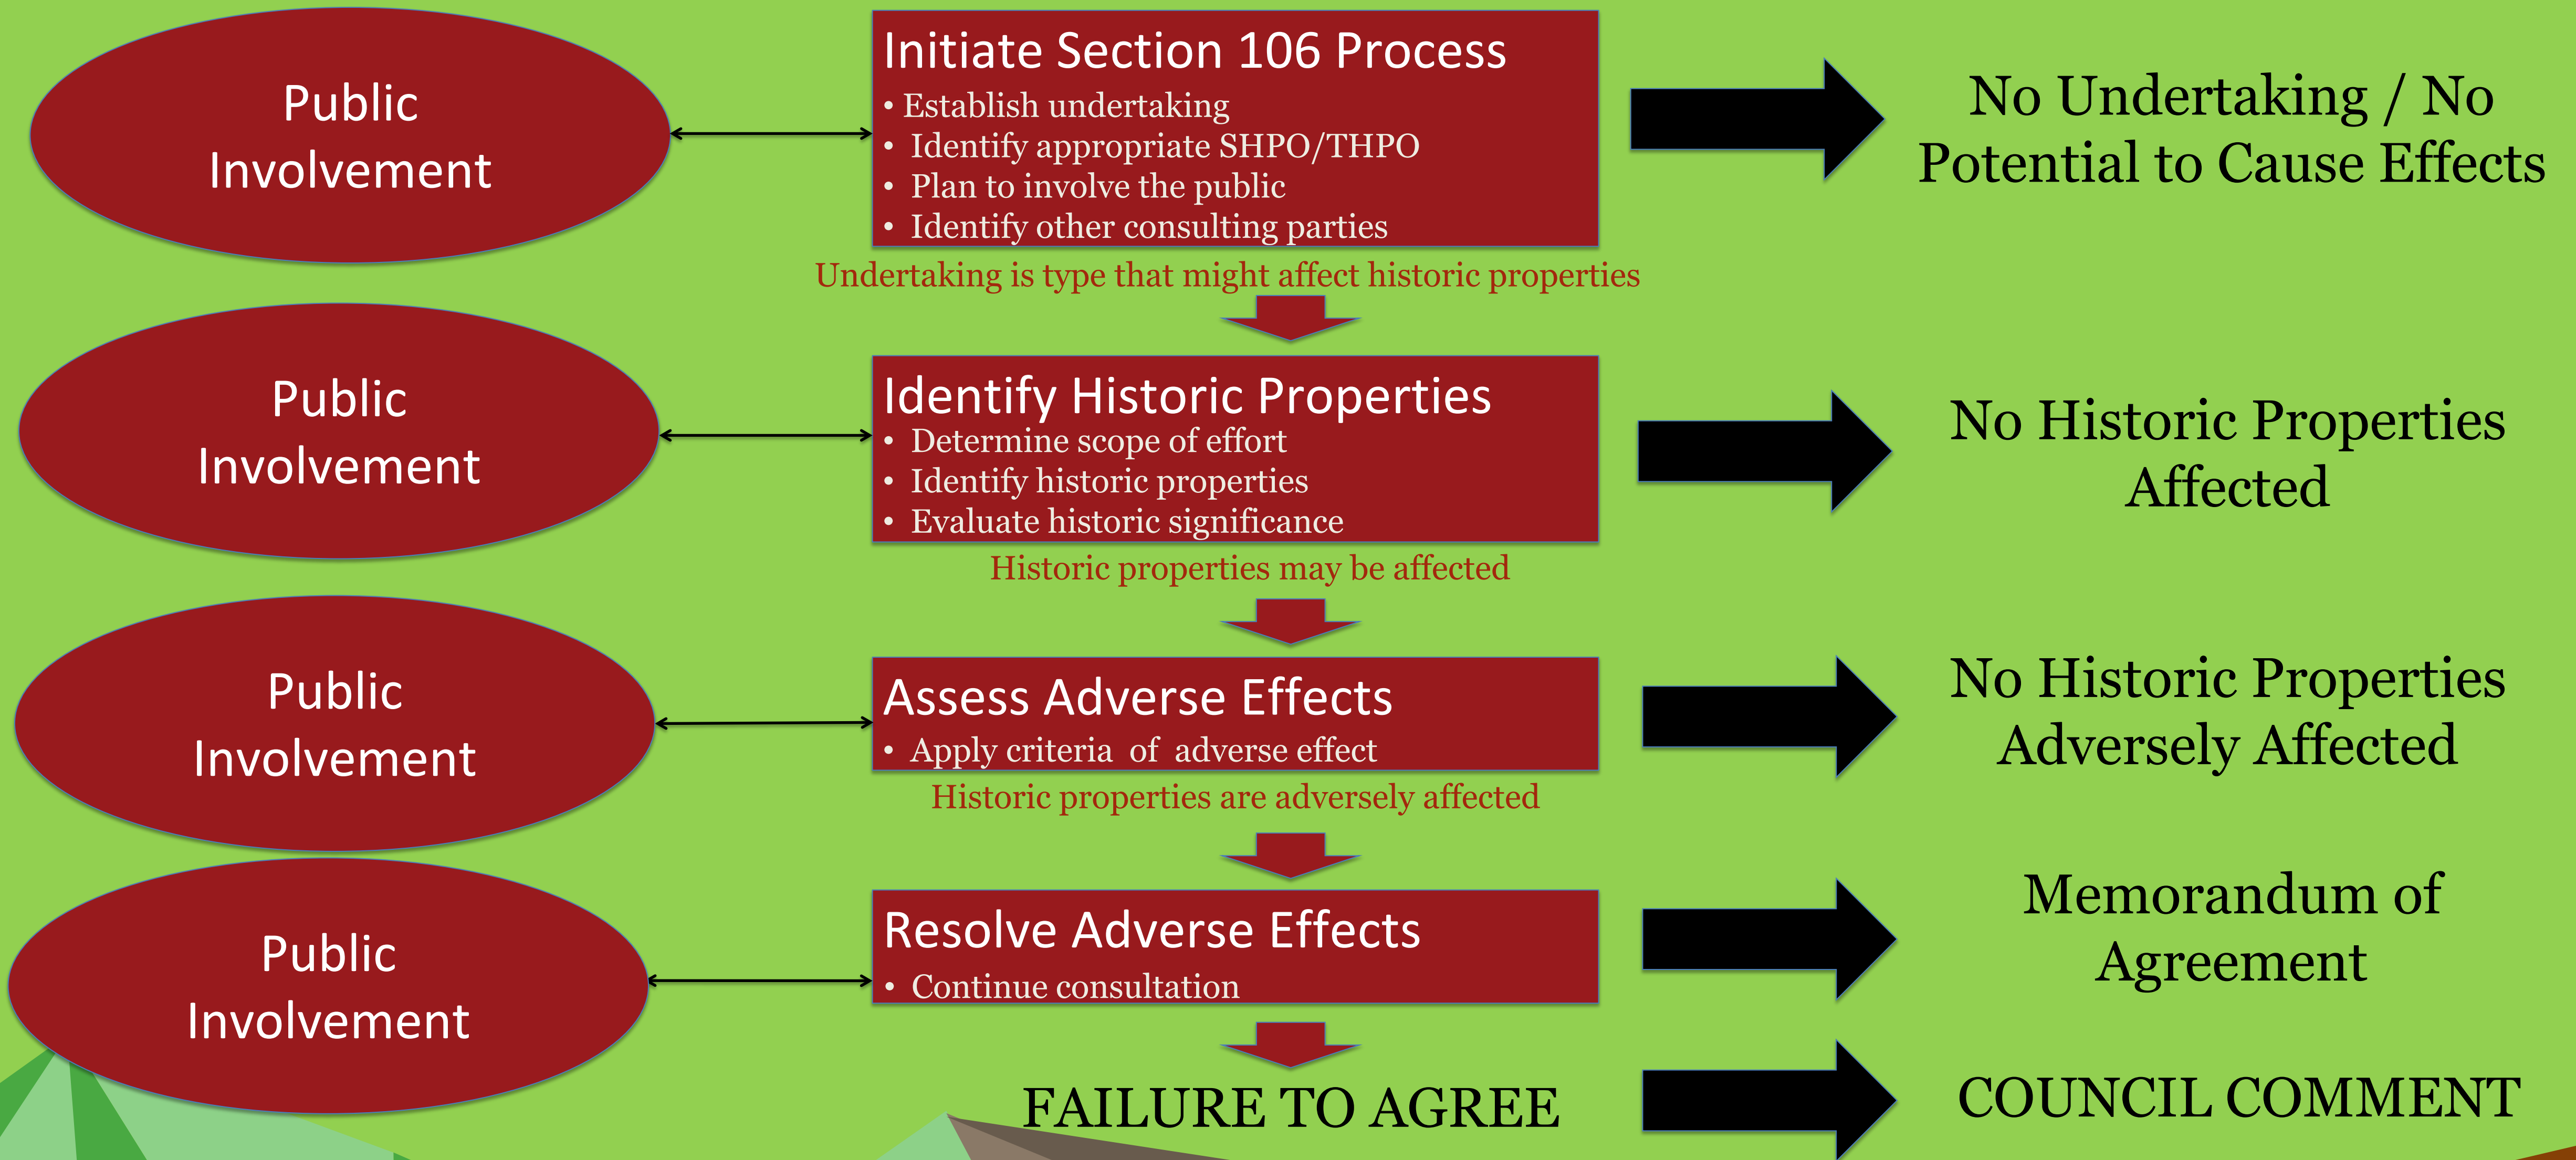 Public
Involvement
Initiate Section 106 Process
• Establish undertaking
• Identify appropriate SHPO/THPO
• Plan to involve the public
• Identify other consulting parties
No Undertaking / No
Potential to Cause Effects
Undertaking is type that might affect historic properties
Public
Involvement
Identify Historic Properties
• Determine scope of effort
• Identify historic properties
• Evaluate historic significance
No Historic Properties
Affected
Historic properties may be affected
Public
Involvement
Assess Adverse Effects
• Apply criteria of adverse effect
No Historic Properties
Adversely Affected
Historic properties are adversely affected
Public
Involvement
Resolve Adverse Effects
• Continue consultation
Memorandum of
Agreement
FAILURE TO AGREE
COUNCIL COMMENT